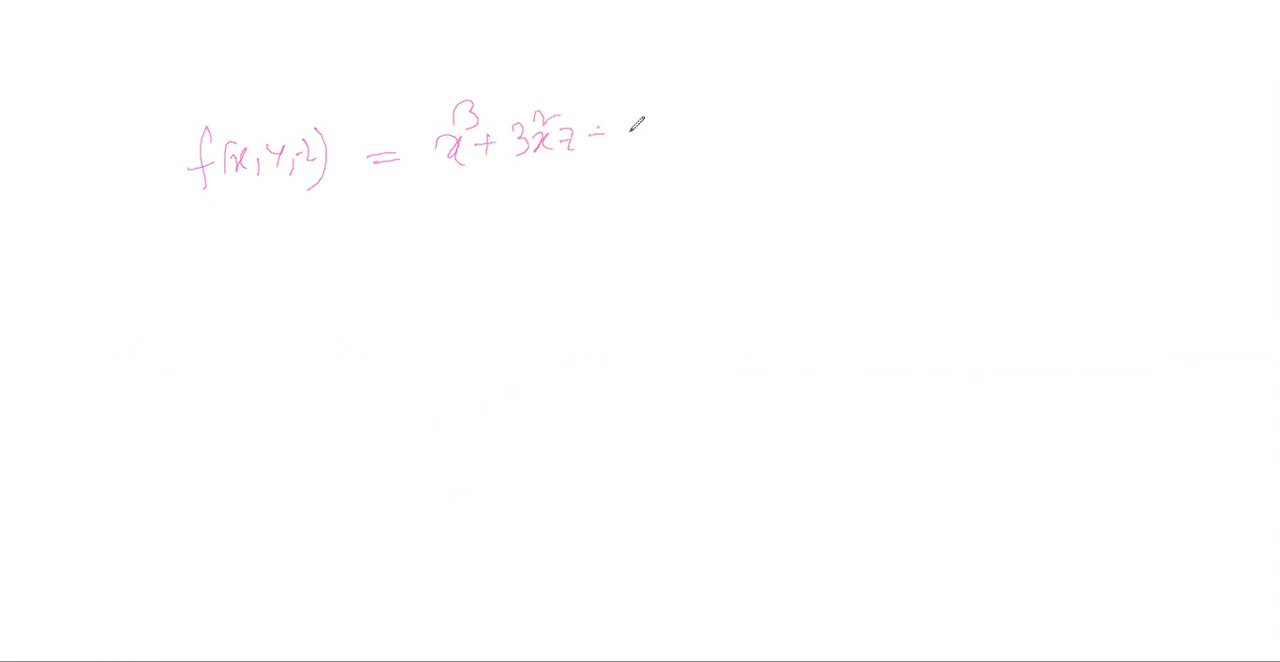 f(x, y, z) = x³ + 3x²z -